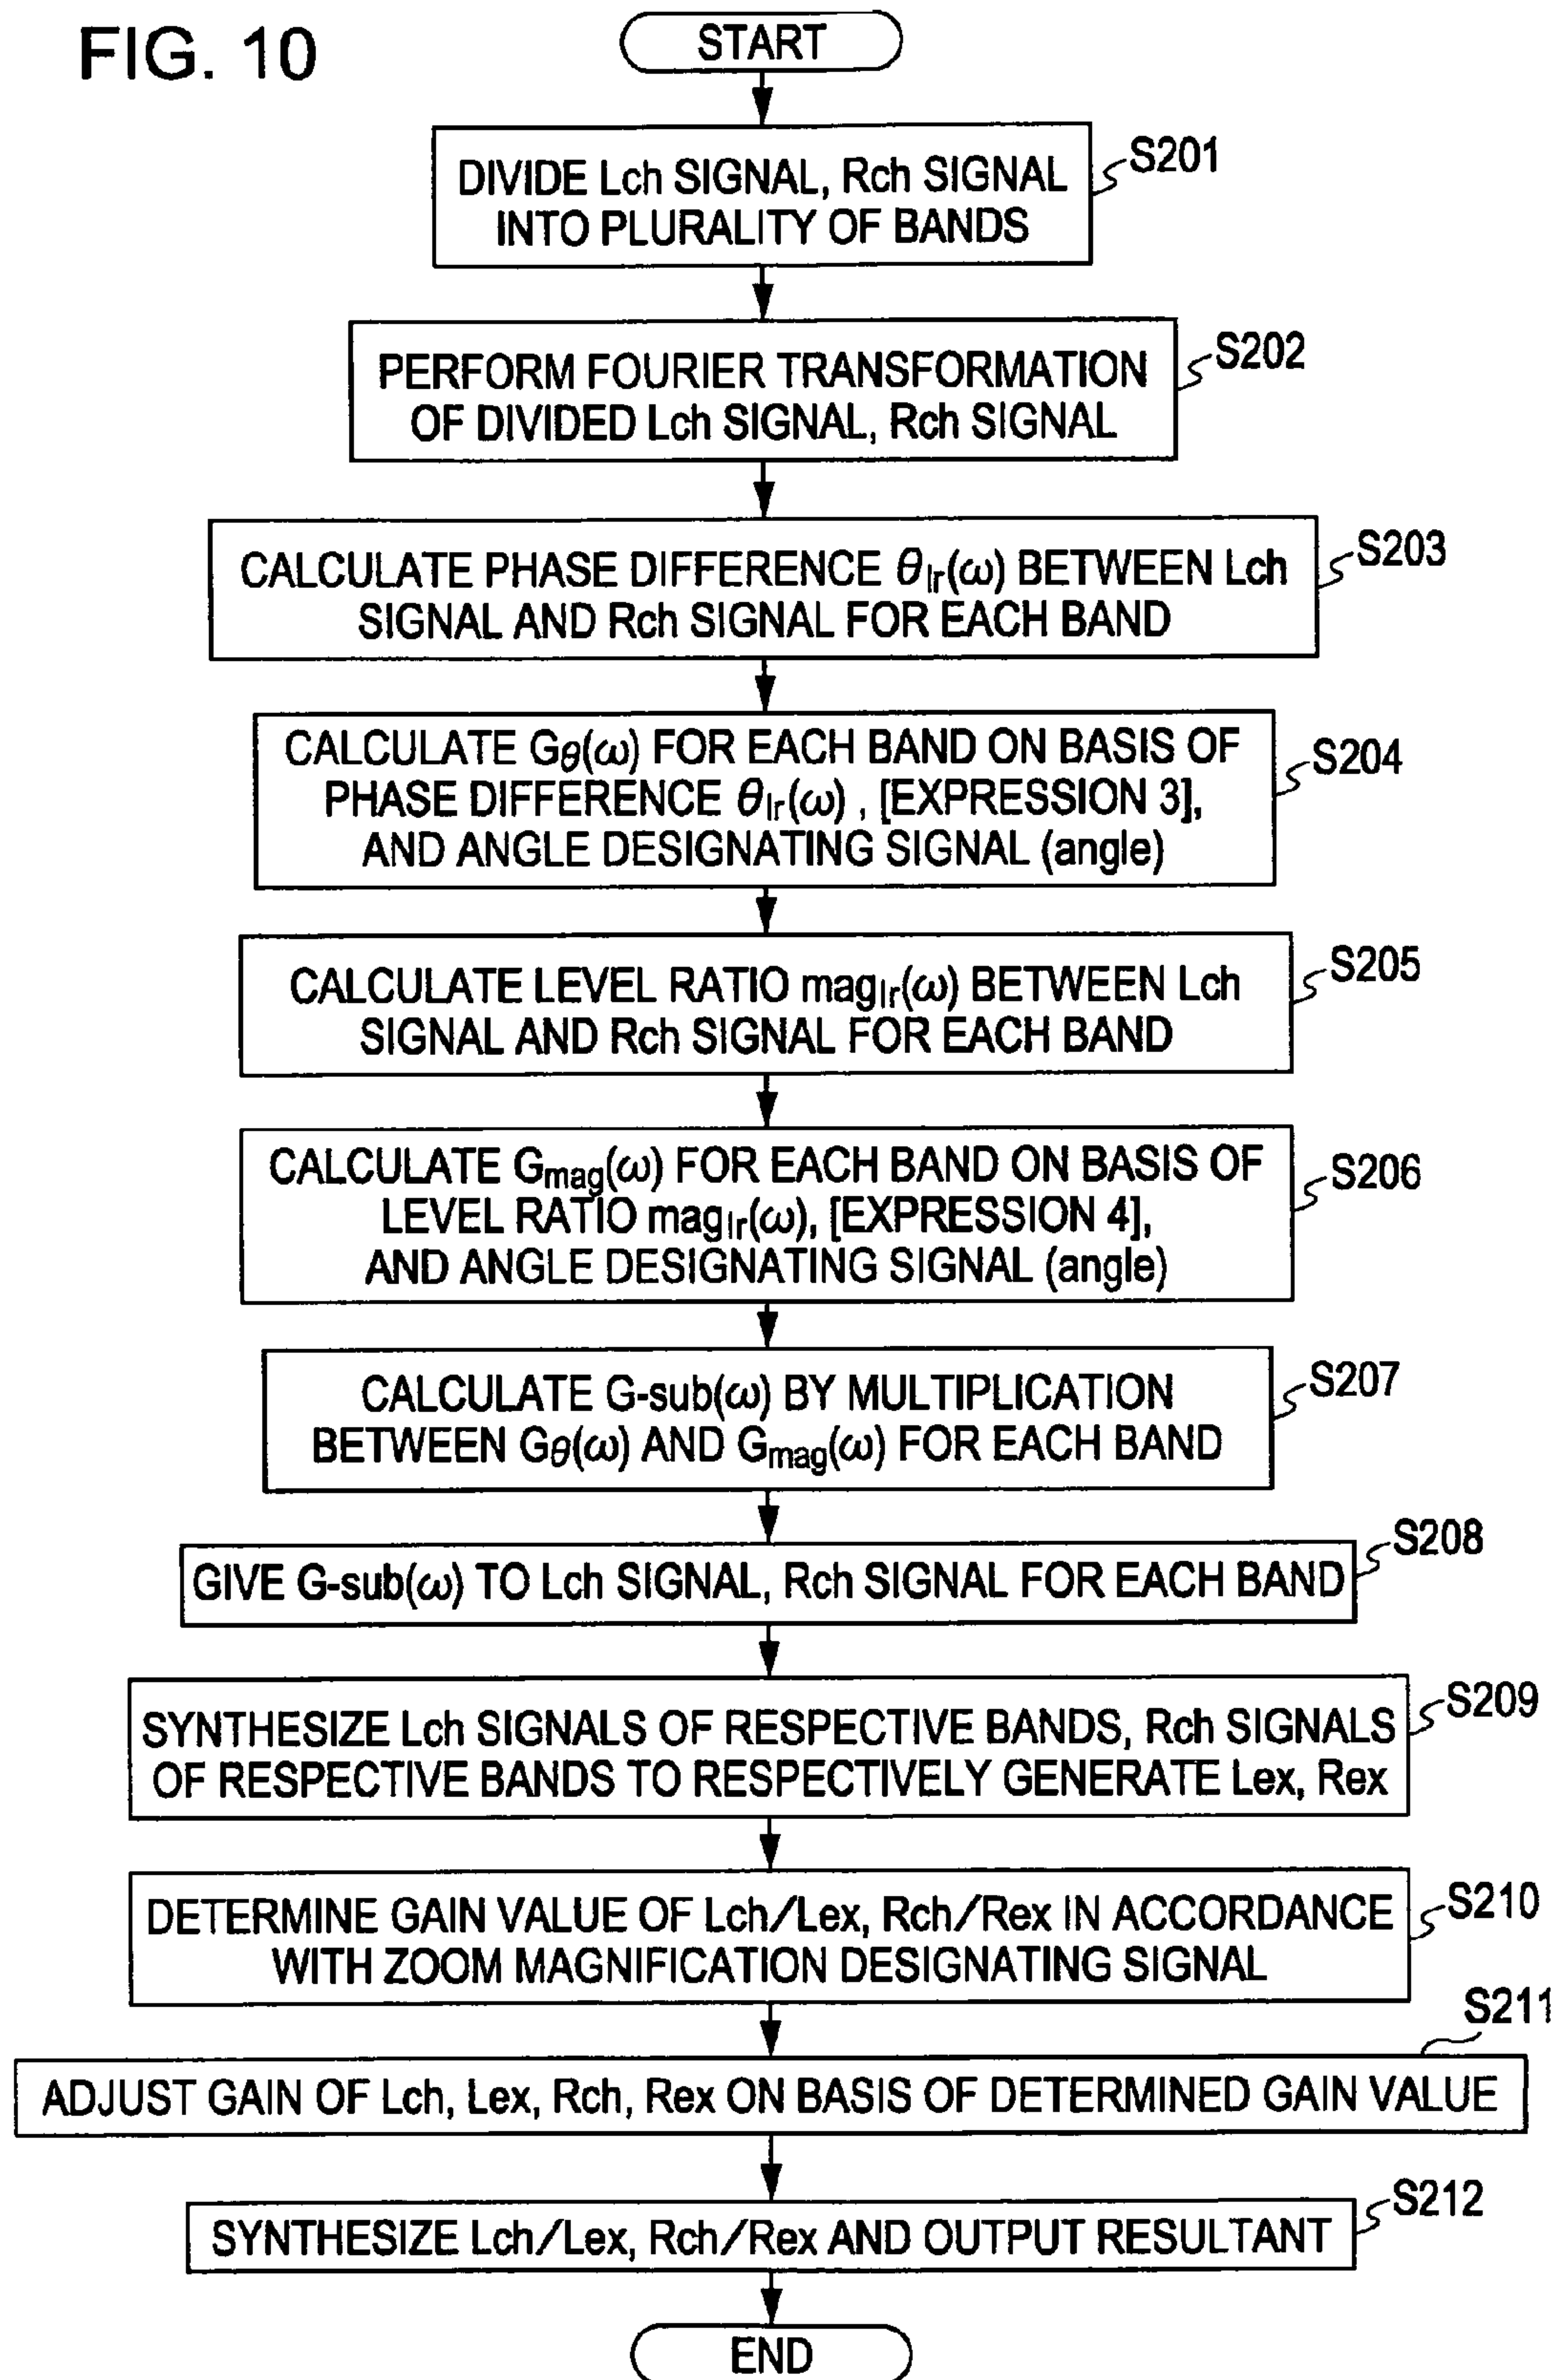 FIG. 10
START
DIVIDE Lch SIGNAL, Rch SIGNAL
INTO PLURALITY OF BANDS
S201
PERFORM FOURIER TRANSFORMATION
OF DIVIDED Lch SIGNAL, Rch SIGNAL
S202
CALCULATE PHASE DIFFERENCE θlr(ω) BETWEEN Lch
SIGNAL AND Rch SIGNAL FOR EACH BAND
S203
CALCULATE Gθ(ω) FOR EACH BAND ON BASIS OF
PHASE DIFFERENCE θlr(ω) , [EXPRESSION 3],
AND ANGLE DESIGNATING SIGNAL (angle)
S204
CALCULATE LEVEL RATIO maglr(ω) BETWEEN Lch
SIGNAL AND Rch SIGNAL FOR EACH BAND
S205
CALCULATE Gmag(ω) FOR EACH BAND ON BASIS OF
LEVEL RATIO maglr(ω), [EXPRESSION 4],
AND ANGLE DESIGNATING SIGNAL (angle)
S206
CALCULATE G-sub(ω) BY MULTIPLICATION
BETWEEN Gθ(ω) AND Gmag(ω) FOR EACH BAND
S207
GIVE G-sub(ω) TO Lch SIGNAL, Rch SIGNAL FOR EACH BAND
S208
SYNTHESIZE Lch SIGNALS OF RESPECTIVE BANDS, Rch SIGNALS
OF RESPECTIVE BANDS TO RESPECTIVELY GENERATE Lex, Rex
S209
DETERMINE GAIN VALUE OF Lch/Lex, Rch/Rex IN ACCORDANCE
WITH ZOOM MAGNIFICATION DESIGNATING SIGNAL
S210
S211
ADJUST GAIN OF Lch, Lex, Rch, Rex ON BASIS OF DETERMINED GAIN VALUE
SYNTHESIZE Lch/Lex, Rch/Rex AND OUTPUT RESULTANT
S212
END